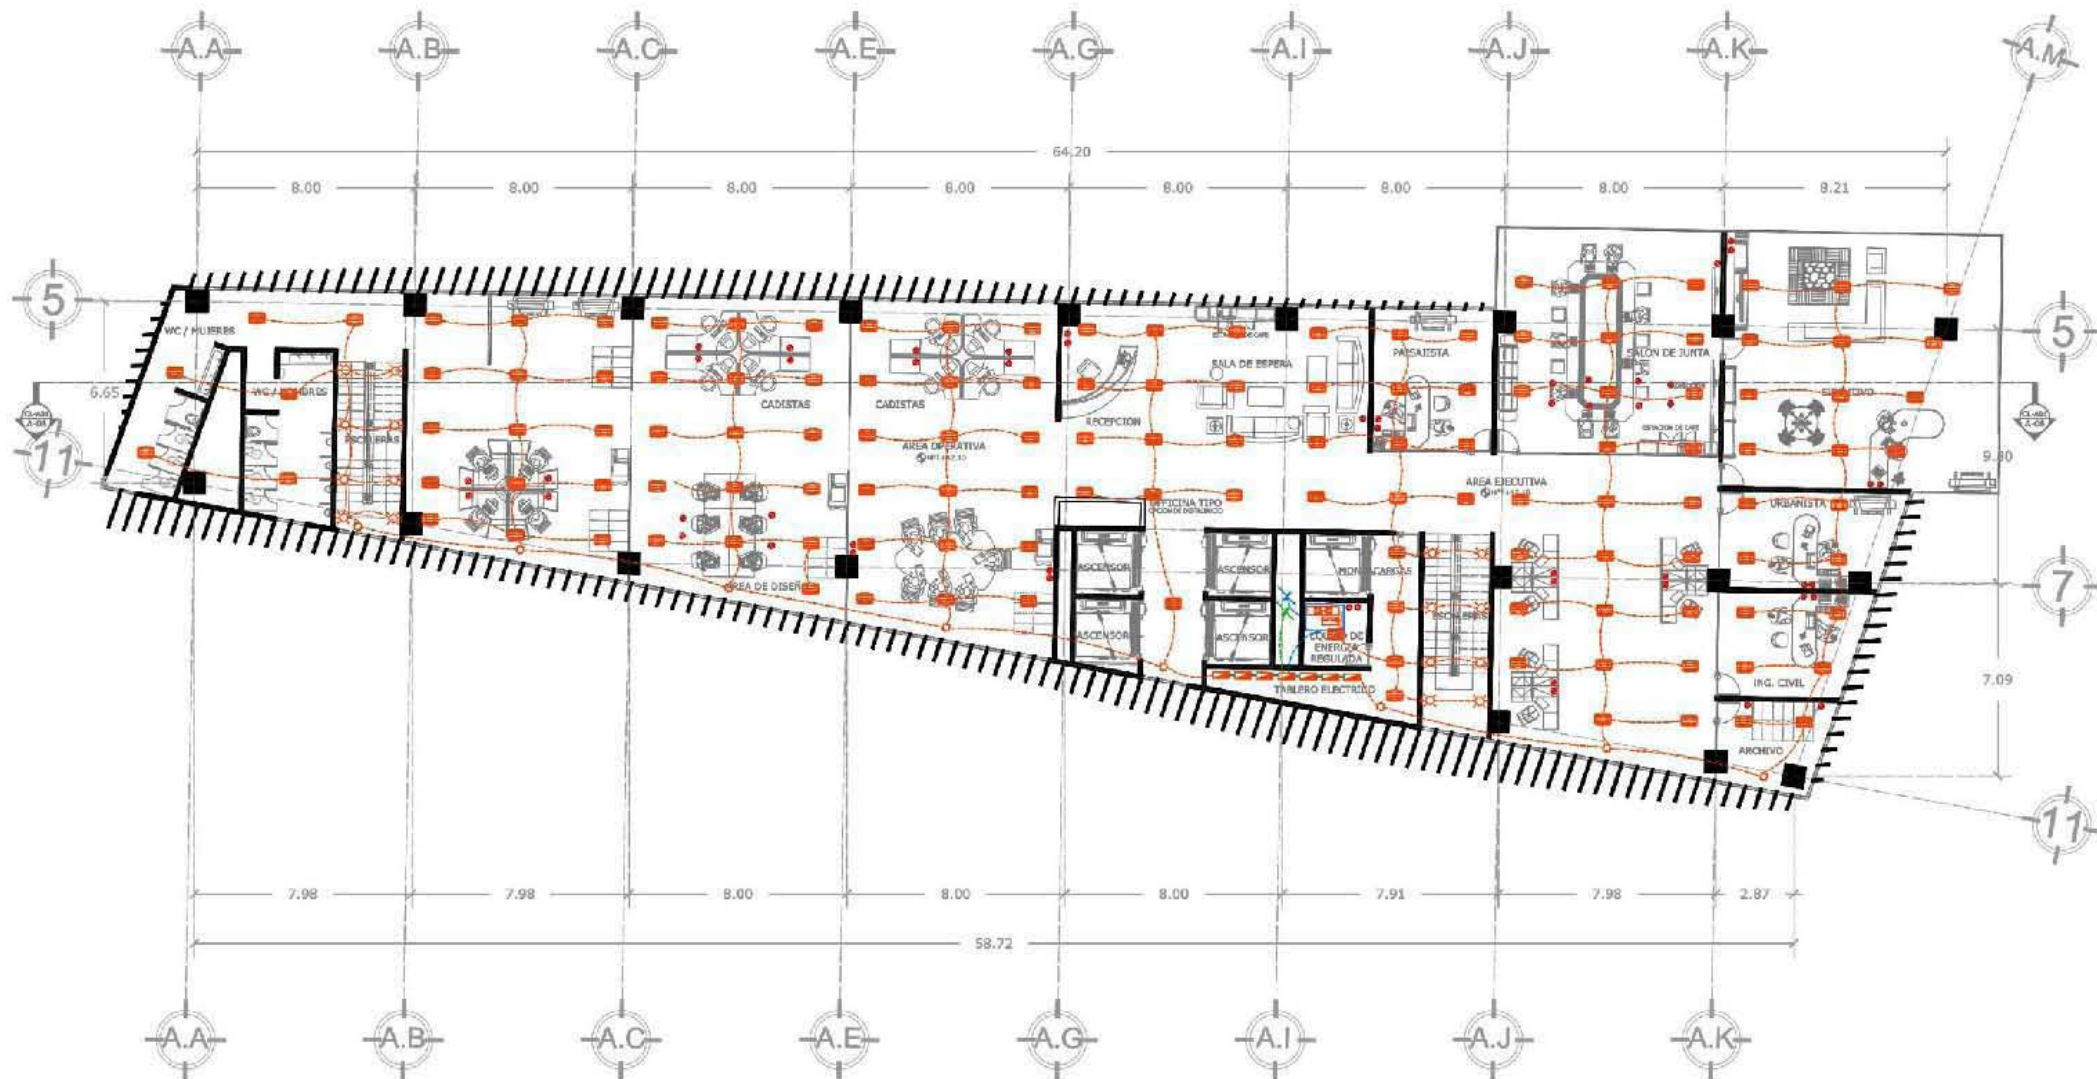 A.A A.B A.C A.E A.G A.I A.J A.K A.M
64.20
8.00 8.00 8.00 8.00 8.00 8.00 8.00 8.21
5
5
WC / MUJERES
PAISAJISTA
SALON DE JUNTA
SALA DE ESPERA
6.65
WC / HOMBRES
CADISTAS
CADISTAS
RECEPCION
ESTACION DE CAFE
ESCALERAS
AREA OPERATIVA
11
9.80
AREA EJECUTIVA
OFICINA TIPO
URBANISTA
ASCENSOR
ASCENSOR
AREA DE DISEÑ
7
ESCALERAS
ASCENSOR
ASCENSOR
ENERGIA
REGULADA
TABLERO ELECTRICO
ING. CIVIL
7.09
ARCHIVO
11
7.98 7.98 8.00 8.00 8.00 7.91 7.98 2.87
58.72
A.A A.B A.C A.E A.G A.I A.J A.K